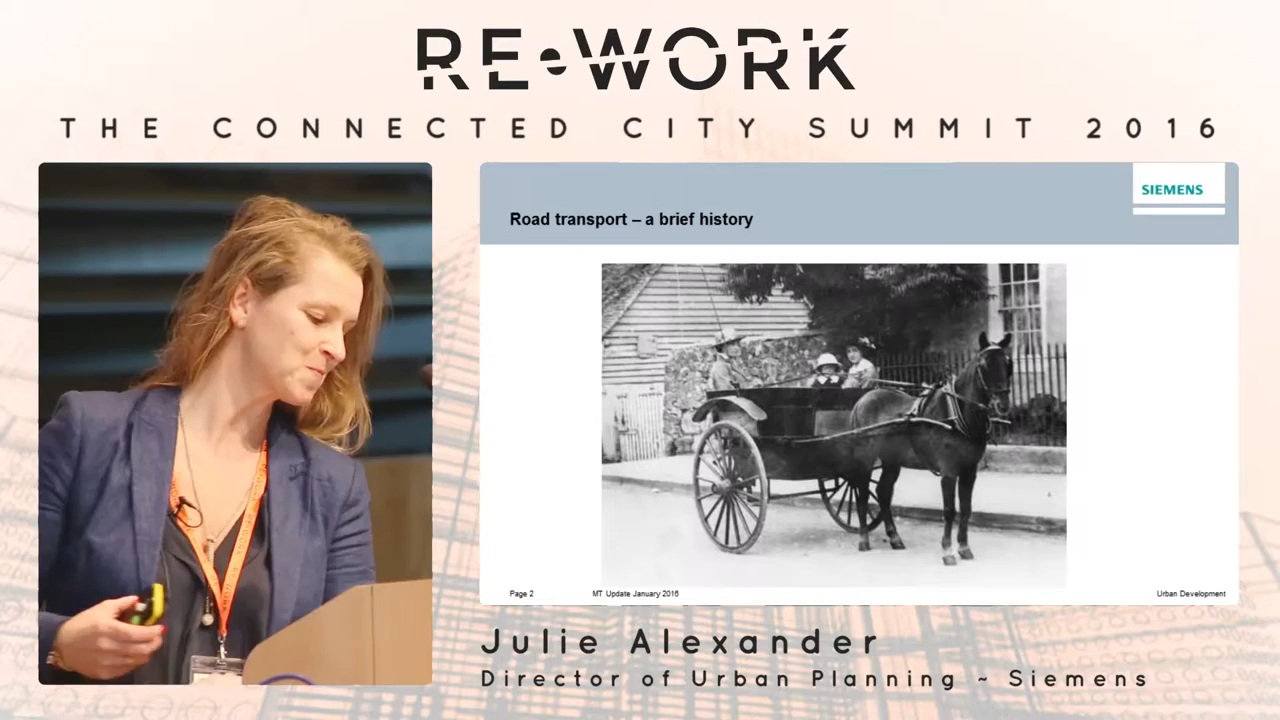 RE•WORK
THE CONNECTED CITY SUMMIT 2016
SIEMENS
Road transport – a brief history
Page 2
MT Update January 2016
Urban Development
Julie Alexander
Director of Urban Planning ~ Siemens